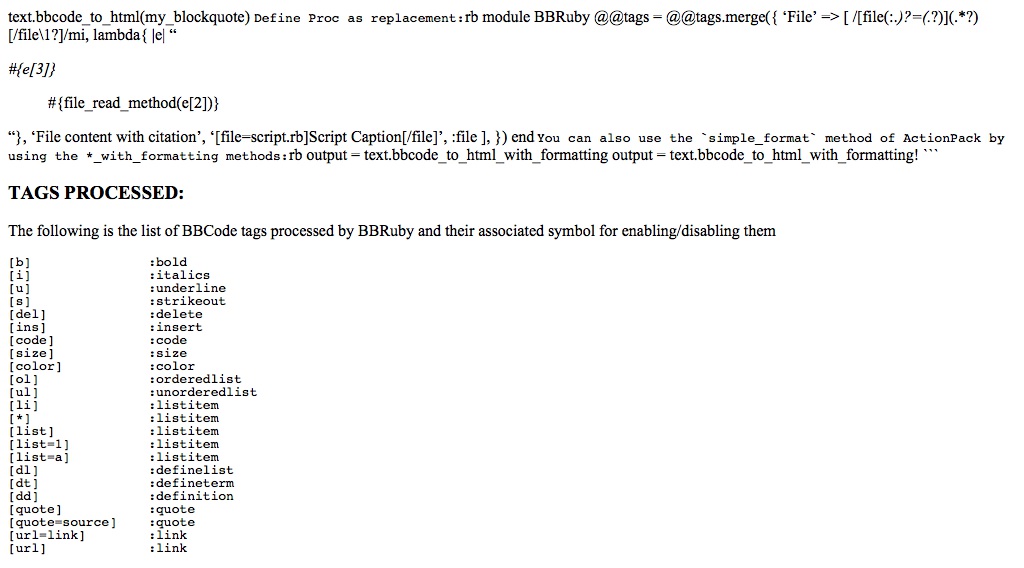 text.bbcode_to_html(my_blockquote) Define Proc as replacement:rb module BBRuby @@tags = @@tags.merge({ ‘File’ => [ /[file(:.)?=(.?)](.*?)
[/file\1?]/mi, lambda{ |e| “
#{e[3]}
#{file_read_method(e[2])}
“}, ‘File content with citation’, ‘[file=script.rb]Script Caption[/file]’, :file ], }) end You can also use the `simple_format` method of ActionPack by
using the *_with_formatting methods:rb output = text.bbcode_to_html_with_formatting output = text.bbcode_to_html_with_formatting! ```
TAGS PROCESSED:
The following is the list of BBCode tags processed by BBRuby and their associated symbol for enabling/disabling them
[b] :bold
[i] :italics
[u] :underline
[s] :strikeout
[del] :delete
[ins] :insert
[code] :code
[size] :size
[color] :color
[ol] :orderedlist
[ul] :unorderedlist
[li] :listitem
[*] :listitem
[list] :listitem
[list=1] :listitem
[list=a] :listitem
[dl] :definelist
[dt] :defineterm
[dd] :definition
[quote] :quote
[quote=source] :quote
[url=link] :link
[url] :link